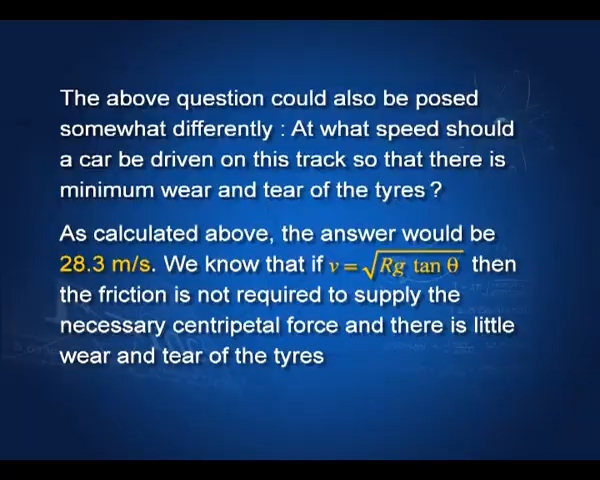 The above question could also be posed
somewhat differently : At what speed should
a car be driven on this track so that there is
minimum wear and tear of the tyres ?
As calculated above, the answer would be
28.3 m/s. We know that if v = √Rg tan θ then
the friction is not required to supply the
necessary centripetal force and there is little
wear and tear of the tyres